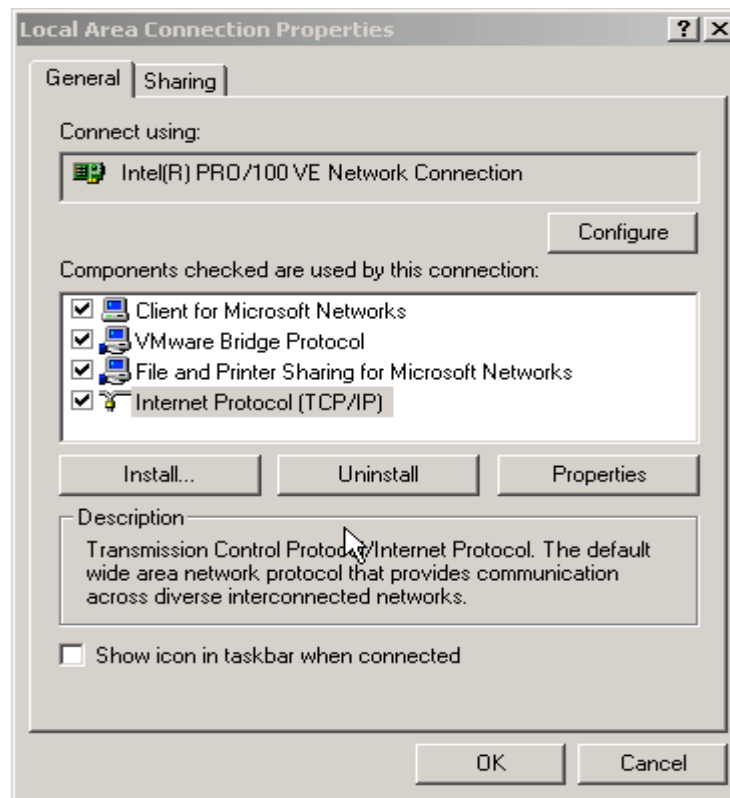 Local Area Connection Properties
? X
General Sharing
Connect using:
Intel(R) PRO/100 VE Network Connection
Configure
Components checked are used by this connection:
Client for Microsoft Networks
VMware Bridge Protocol
File and Printer Sharing for Microsoft Networks
Internet Protocol (TCP/IP)
Install... Uninstall Properties
Description
Transmission Control Protocol/Internet Protocol. The default
wide area network protocol that provides communication
across diverse interconnected networks.
Show icon in taskbar when connected
OK Cancel